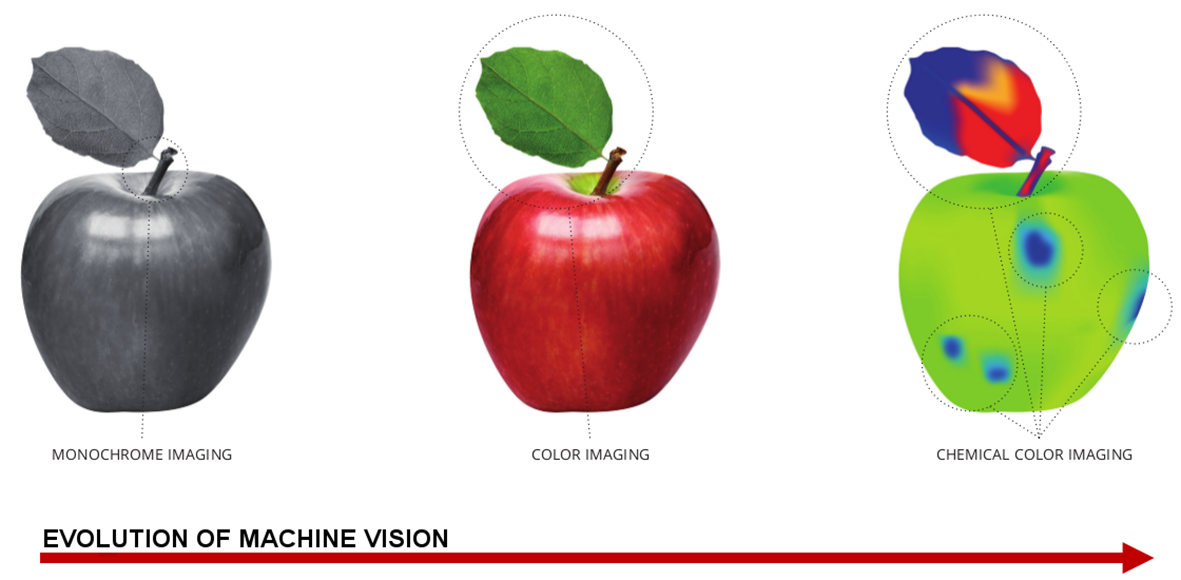 MONOCHROME IMAGING
COLOR IMAGING
CHEMICAL COLOR IMAGING
EVOLUTION OF MACHINE VISION